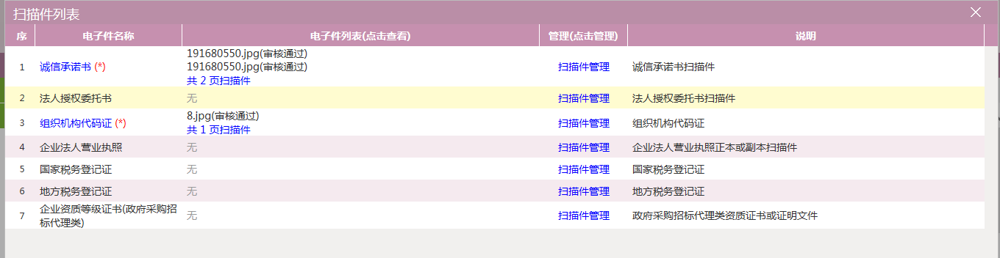 扫描件列表
序 电子件名称 电子件列表(点击查看) 管理(点击管理) 说明
191680550.jpg(审核通过)
1 诚信承诺书 (*) 191680550.jpg(审核通过) 扫描件管理 诚信承诺书扫描件
共 2 页扫描件
2 法人授权委托书 无 扫描件管理 法人授权委托书扫描件
8.jpg(审核通过)
3 组织机构代码证 (*) 扫描件管理 组织机构代码证
共 1 页扫描件
4 企业法人营业执照 无 扫描件管理 企业法人营业执照正本或副本扫描件
5 国家税务登记证 无 扫描件管理 国家税务登记证
6 地方税务登记证 无 扫描件管理 地方税务登记证
企业资质等级证书(政府采购招
7 无 扫描件管理 政府采购招标代理类资质证书或证明文件
标代理类)